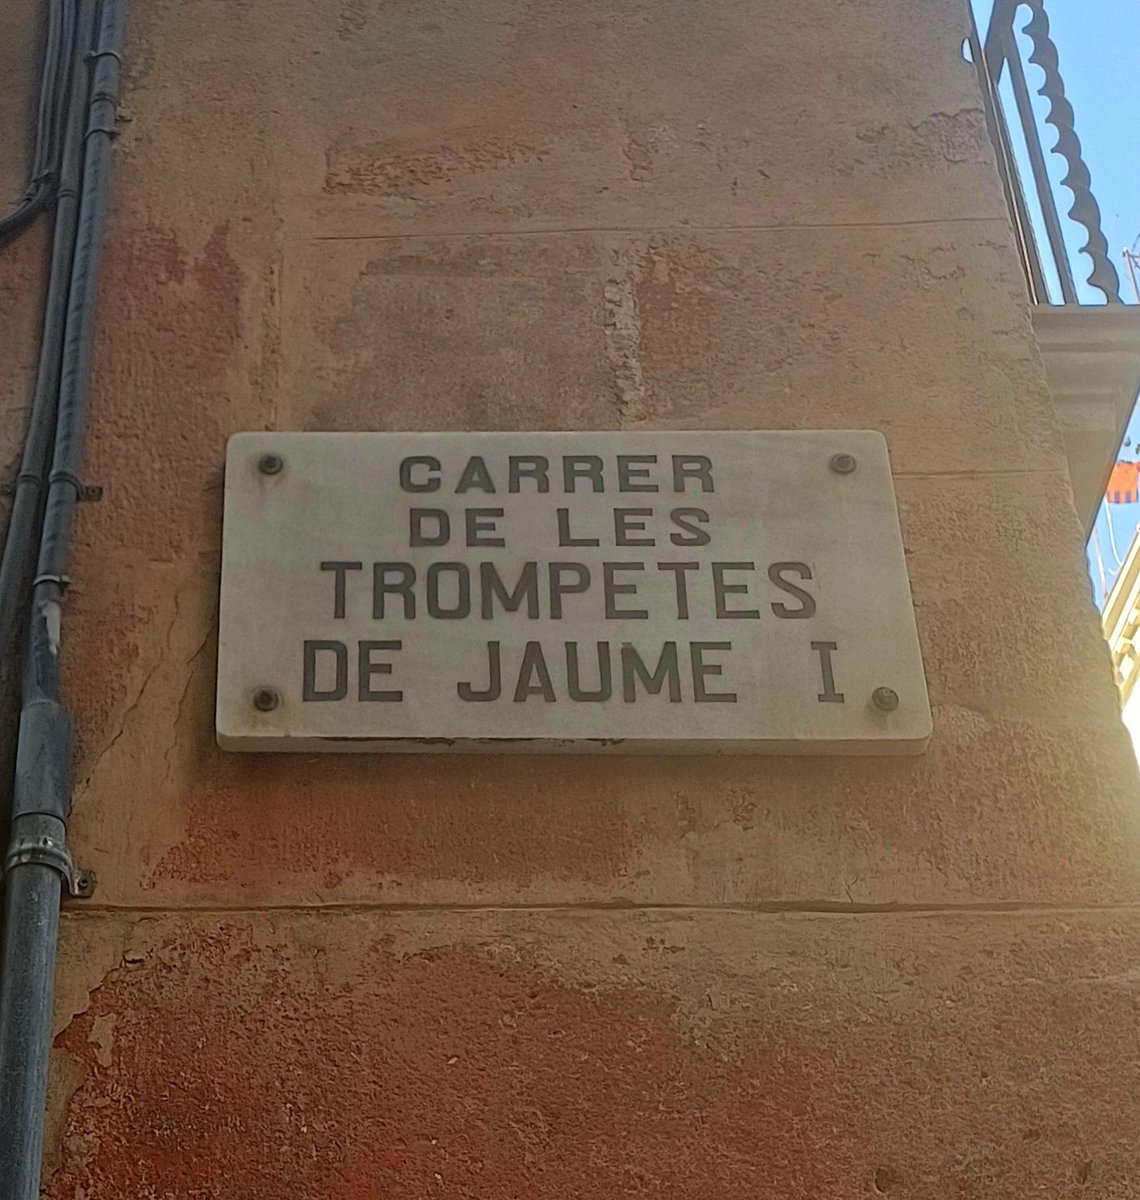 CARRER
DE LES
TROMPETES
DE JAUME I